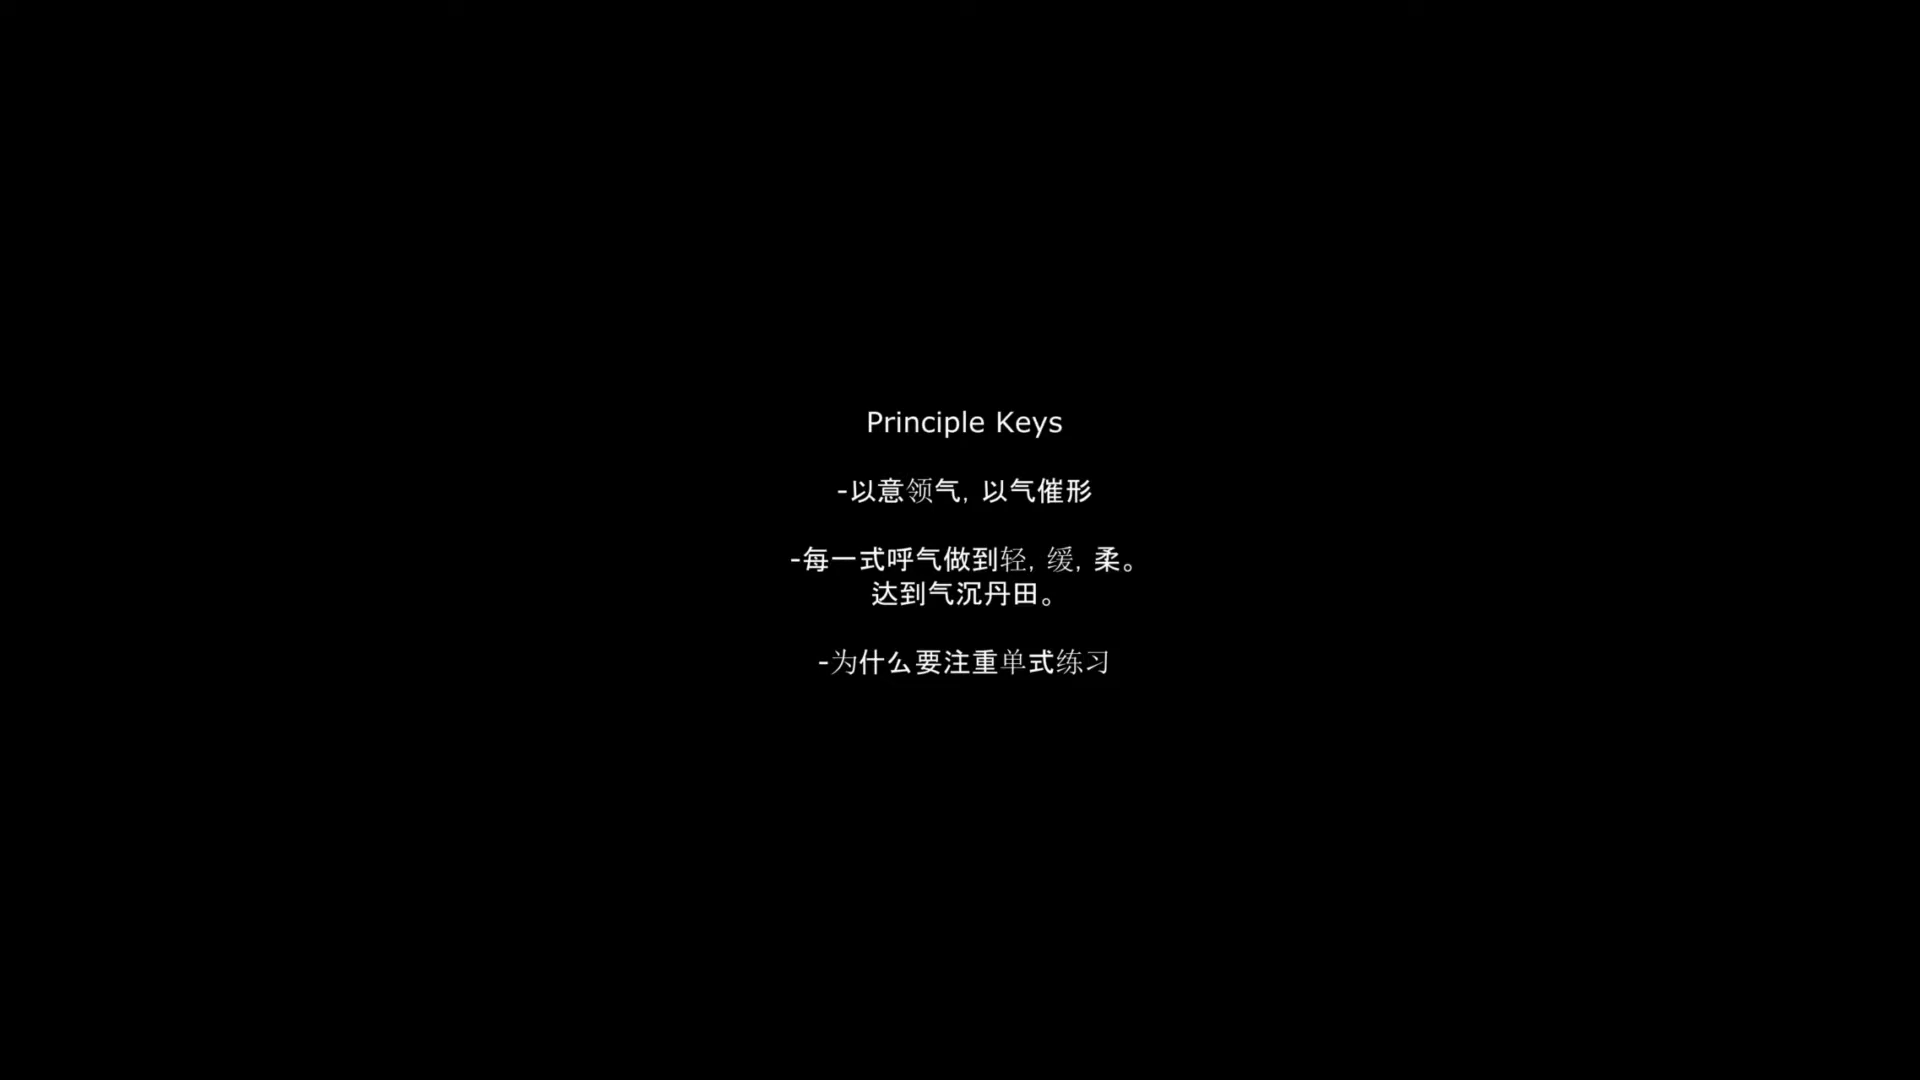 Principle Keys
-以意领气, 以气催形
-每一式呼气做到轻, 缓, 柔。
达到气沉丹田。
-为什么要注重单式练习